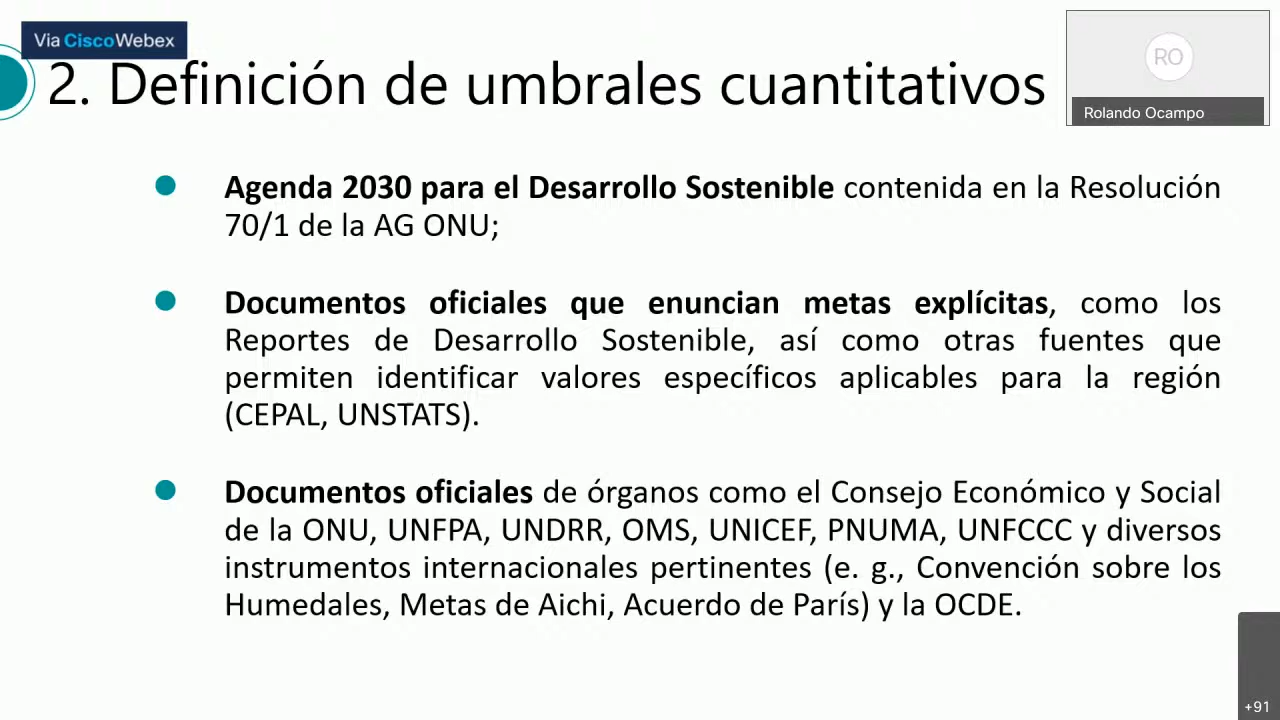 Vía CiscoWebex
2. Definición de umbrales cuantitativos
RO
Rolando Ocampo
Agenda 2030 para el Desarrollo Sostenible contenida en la Resolución
70/1 de la AG ONU;
Documentos oficiales que enuncian metas explícitas, como los
Reportes de Desarrollo Sostenible, así como otras fuentes que
permiten identificar valores específicos aplicables para la región
(CEPAL, UNSTATS).
Documentos oficiales de órganos como el Consejo Económico y Social
de la ONU, UNFPA, UNDRR, OMS, UNICEF, PNUMA, UNFCCC y diversos
instrumentos internacionales pertinentes (e. g., Convención sobre los
Humedales, Metas de Aichi, Acuerdo de París) y la OCDE.
+91